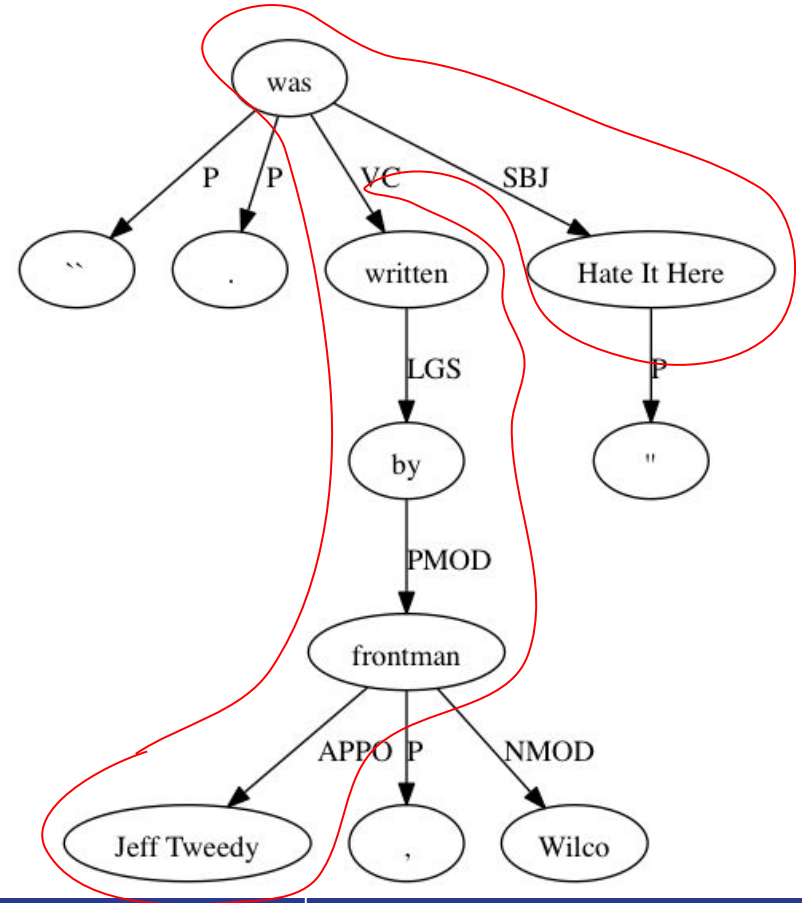 was
P P VC SBJ
`` . written Hate It Here
LGS P
by "
PMOD
frontman
APPO P NMOD
Jeff Tweedy , Wilco